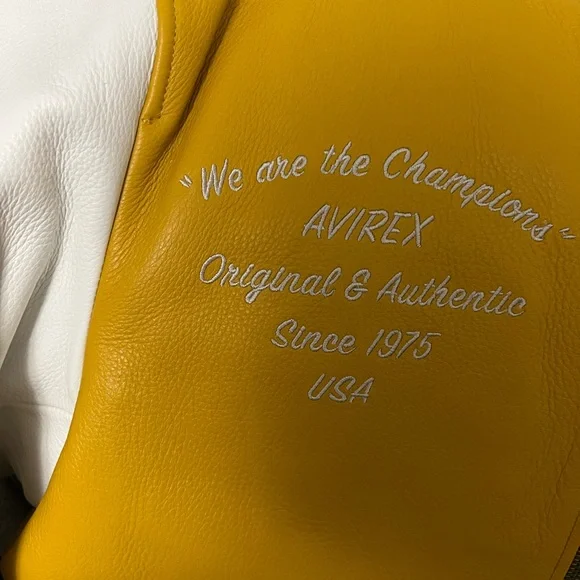 "We are the Champions"
AVIREX
Original & Authentic
Since 1975
USA